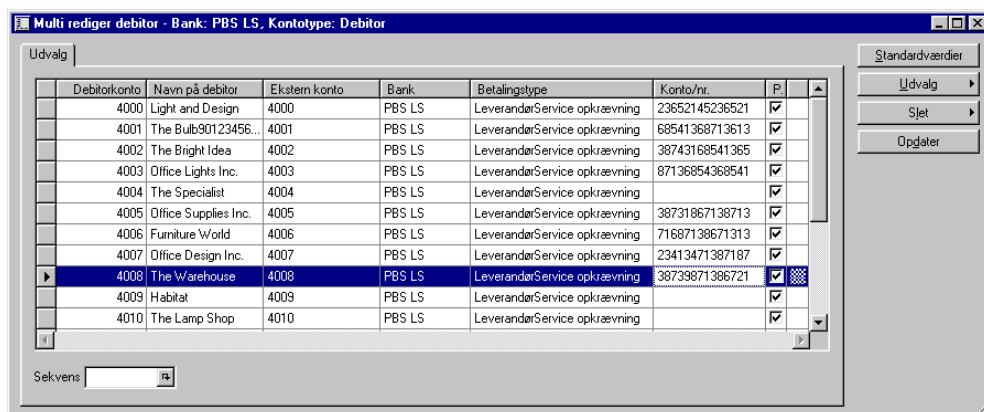 Multi rediger debitor - Bank: PBS LS, Kontotype: Debitor
Udvalg
Debitorkonto Navn på debitor Ekstern konto Bank Betalingstype Konto/nr. P.
4000 Light and Design 4000 PBS LS LeverandørService opkrævning 23652145236521
4001 The Bulb90123456... 4001 PBS LS LeverandørService opkrævning 68541368713613
4002 The Bright Idea 4002 PBS LS LeverandørService opkrævning 38743168541365
4003 Office Lights Inc. 4003 PBS LS LeverandørService opkrævning 87136854368541
4004 The Specialist 4004 PBS LS LeverandørService opkrævning
4005 Office Supplies Inc. 4005 PBS LS LeverandørService opkrævning 38731867138713
4006 Furniture World 4006 PBS LS LeverandørService opkrævning 71687138671313
4007 Office Design Inc. 4007 PBS LS LeverandørService opkrævning 23413471387187
4008 The Warehouse 4008 PBS LS LeverandørService opkrævning 38739871386721
4009 Habitat 4009 PBS LS LeverandørService opkrævning
4010 The Lamp Shop 4010 PBS LS LeverandørService opkrævning
Sekvens
Standardværdier
Udvalg
Slet
Opdater